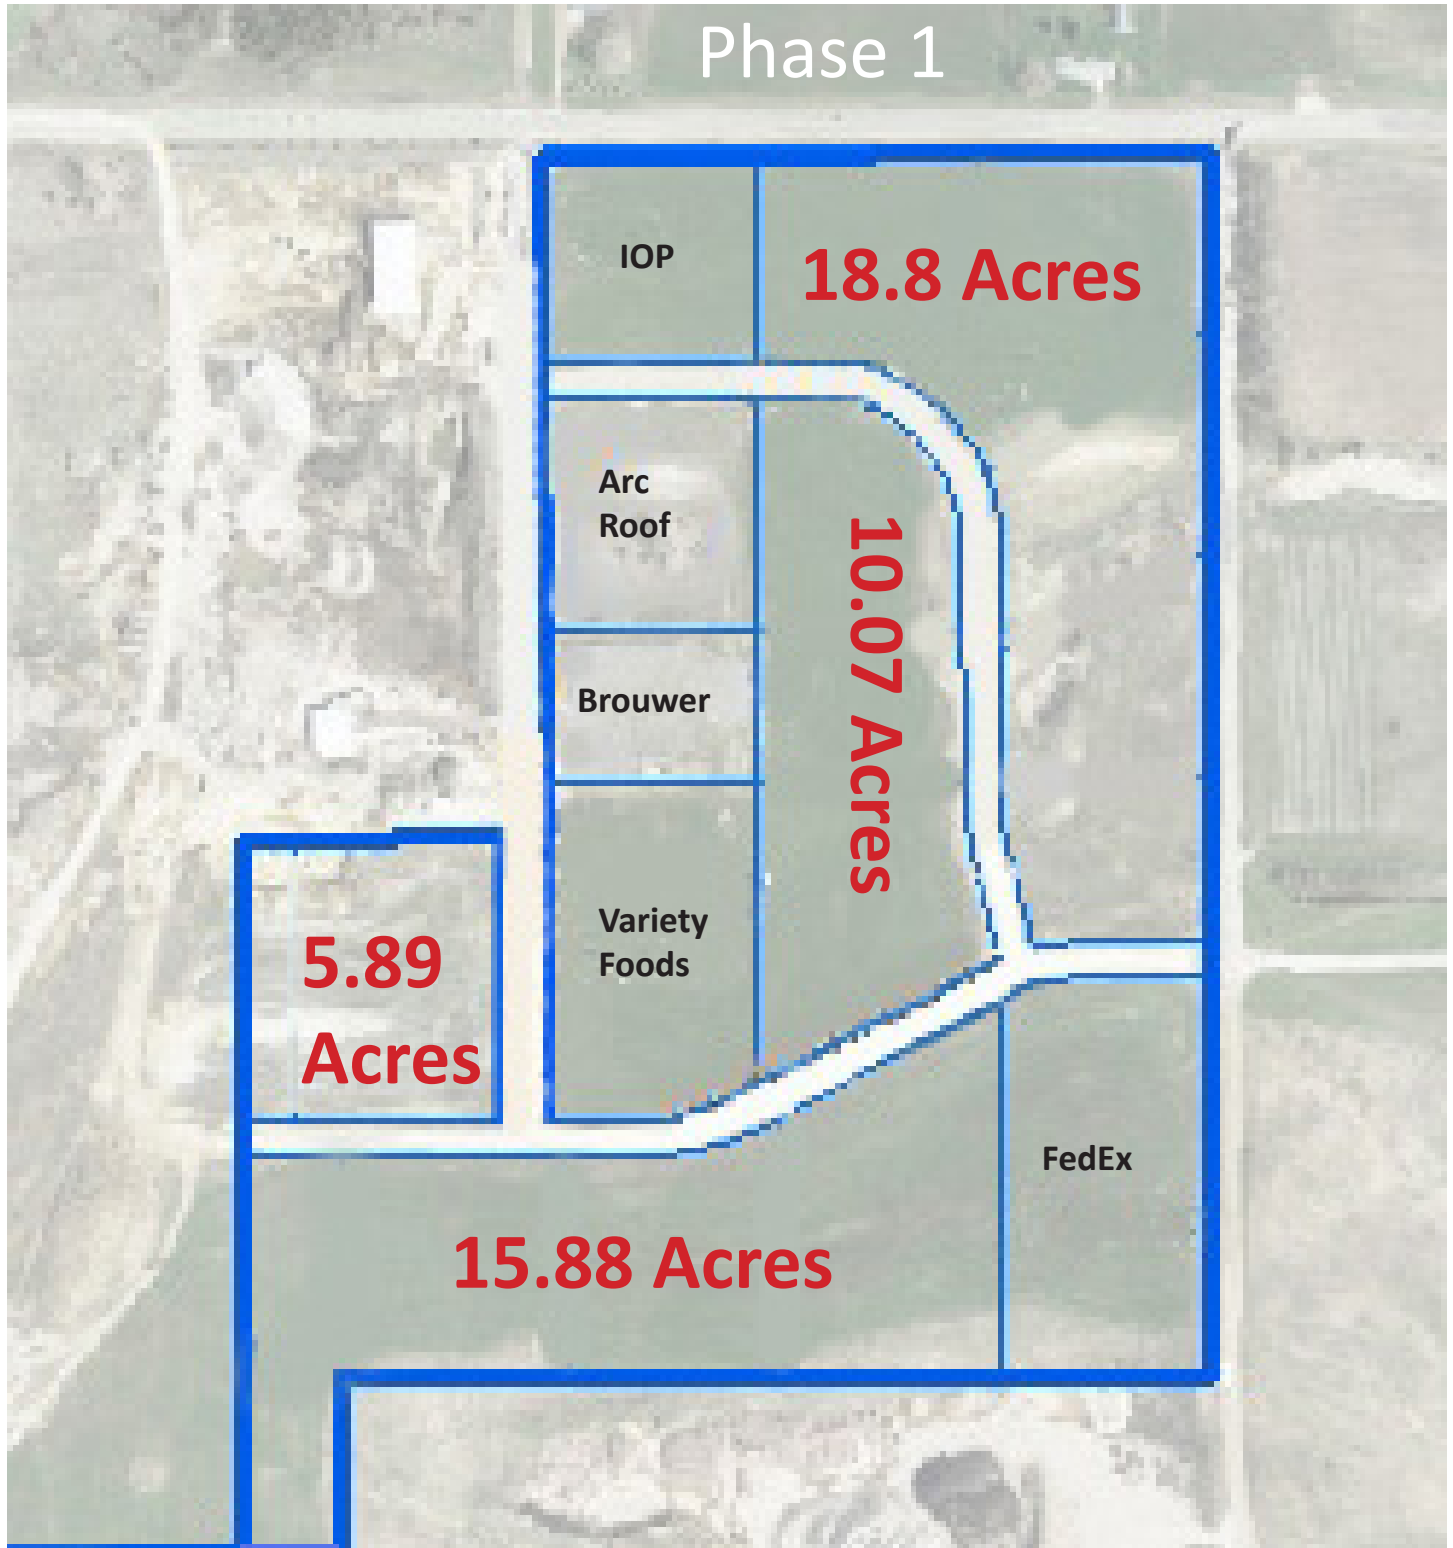 Phase 1
IOP
18.8 Acres
Arc
Roof
10.07 Acres
Brouwer
Variety
Foods
5.89
Acres
FedEx
15.88 Acres